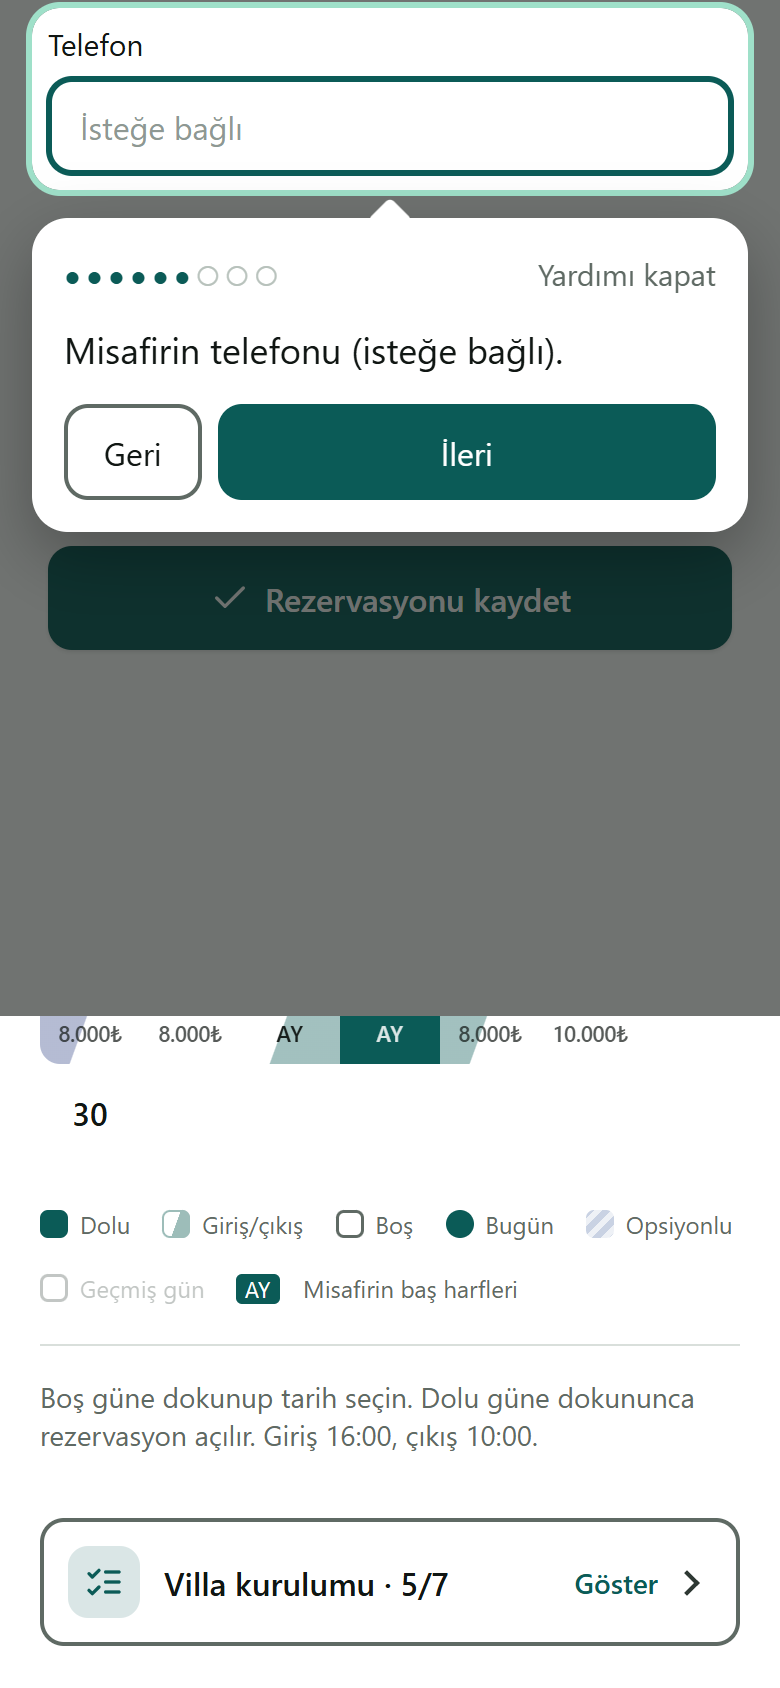 Telefon
İsteğe bağlı
Yardımı kapat
Misafirin telefonu (isteğe bağlı).
Geri
İleri
Rezervasyonu kaydet
8.000₺ 8.000₺ AY AY 8.000₺ 10.000₺
30
Dolu Giriş/çıkış Boş Bugün Opsiyonlu
Geçmiş gün AY Misafirin baş harfleri
Boş güne dokunup tarih seçin. Dolu güne dokununca
rezervasyon açılır. Giriş 16:00, çıkış 10:00.
Villa kurulumu · 5/7 Göster